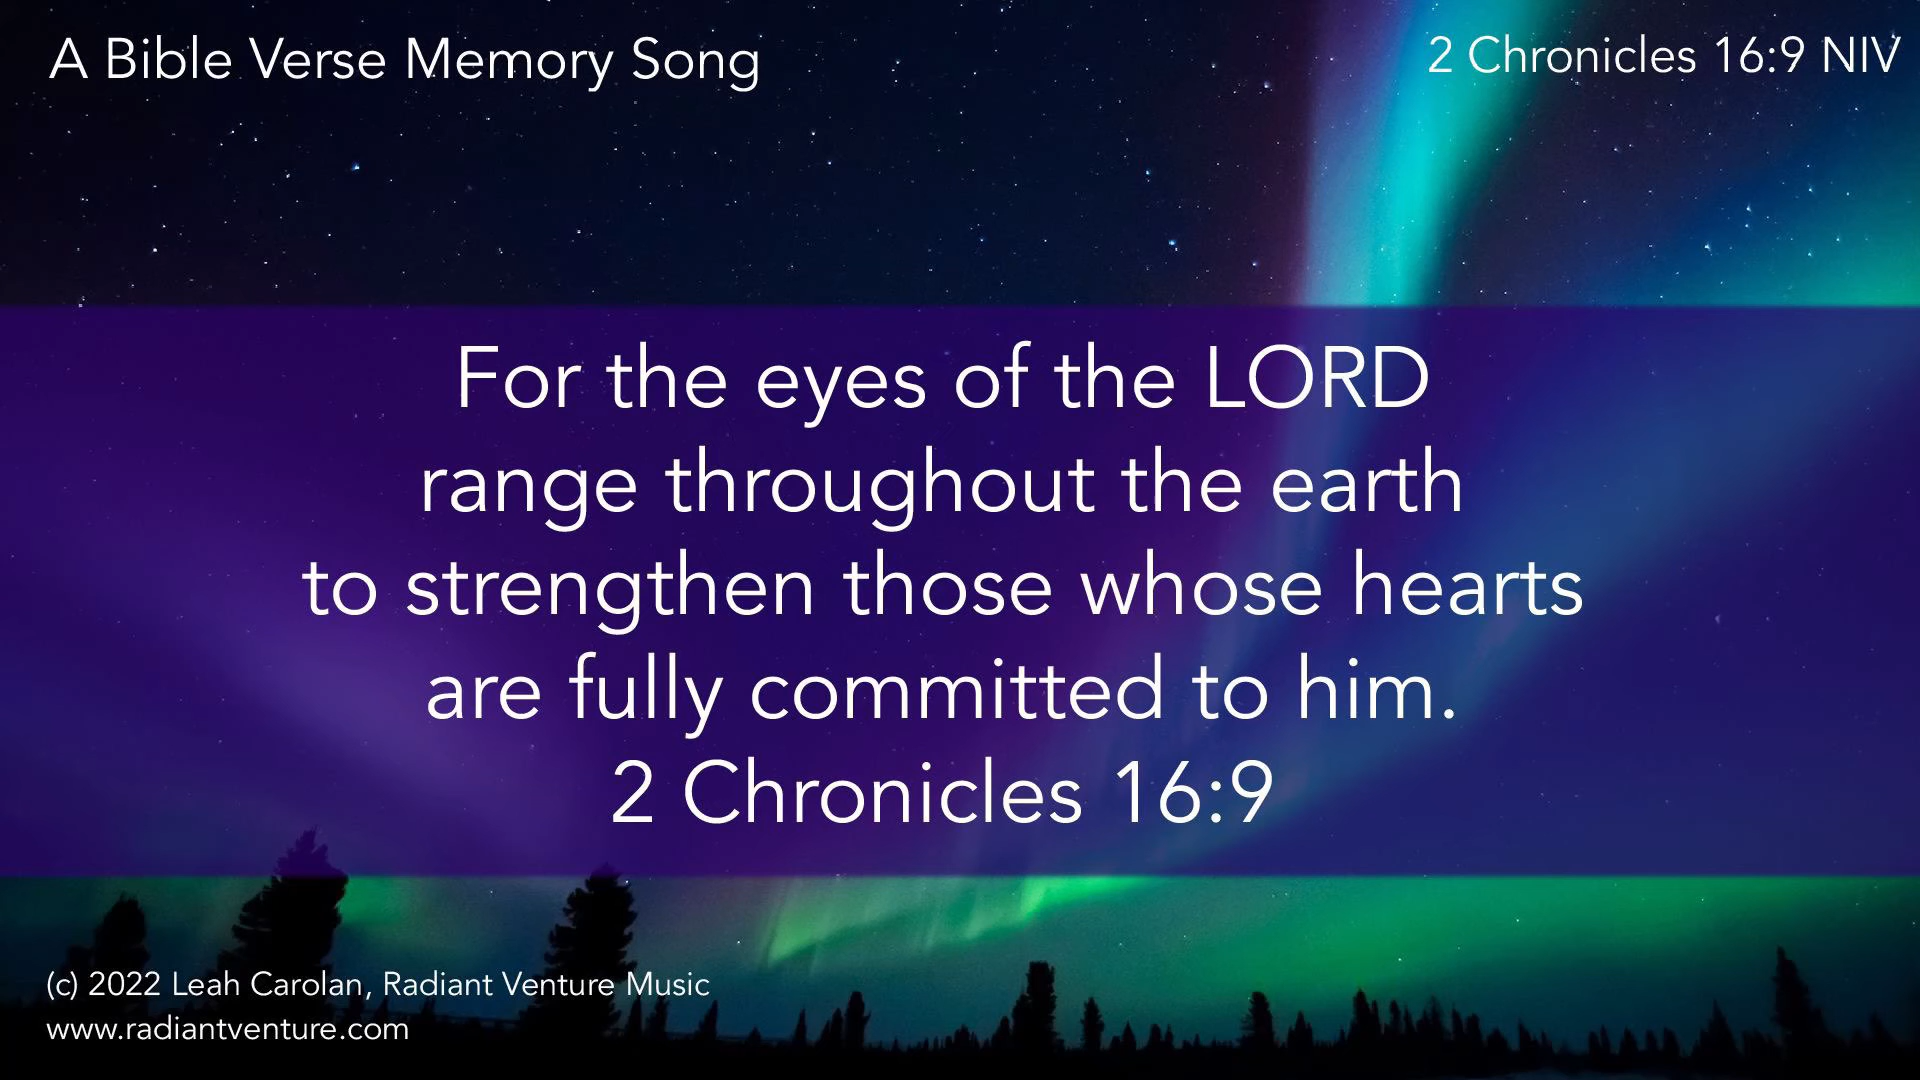 A Bible Verse Memory Song
2 Chronicles 16:9 NIV
For the eyes of the LORD
range throughout the earth
to strengthen those whose hearts
are fully committed to him.
2 Chronicles 16:9
(c) 2022 Leah Carolan, Radiant Venture Music
www.radiantventure.com